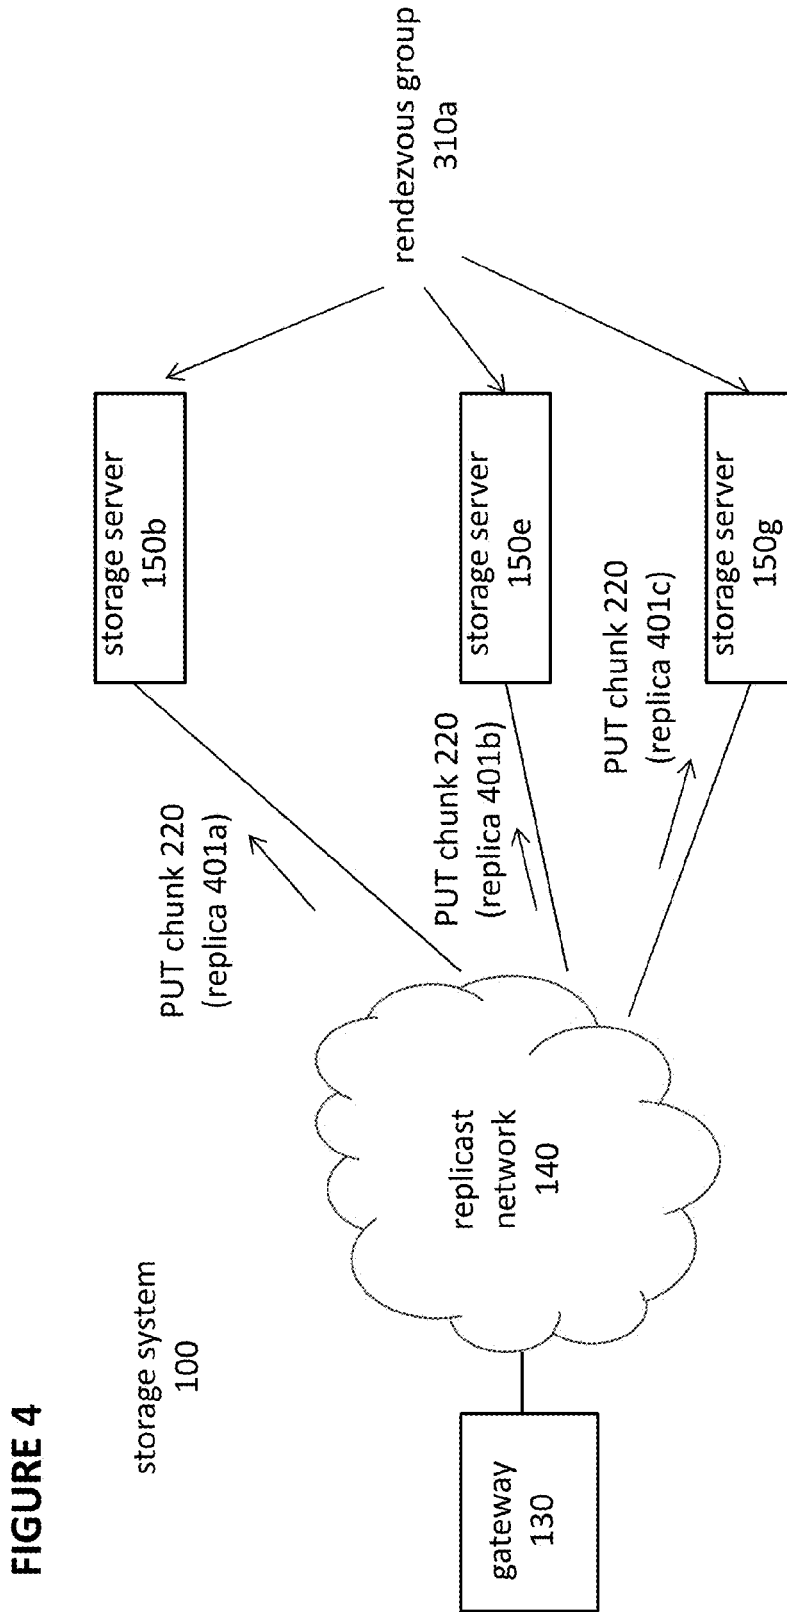 FIGURE 4
storage system
100
gateway
130
replicast
network
140
PUT chunk 220
(replica 401a)
PUT chunk 220
(replica 401b)
PUT chunk 220
(replica 401c)
storage server
150b
storage server
150e
storage server
150g
rendezvous group
310a